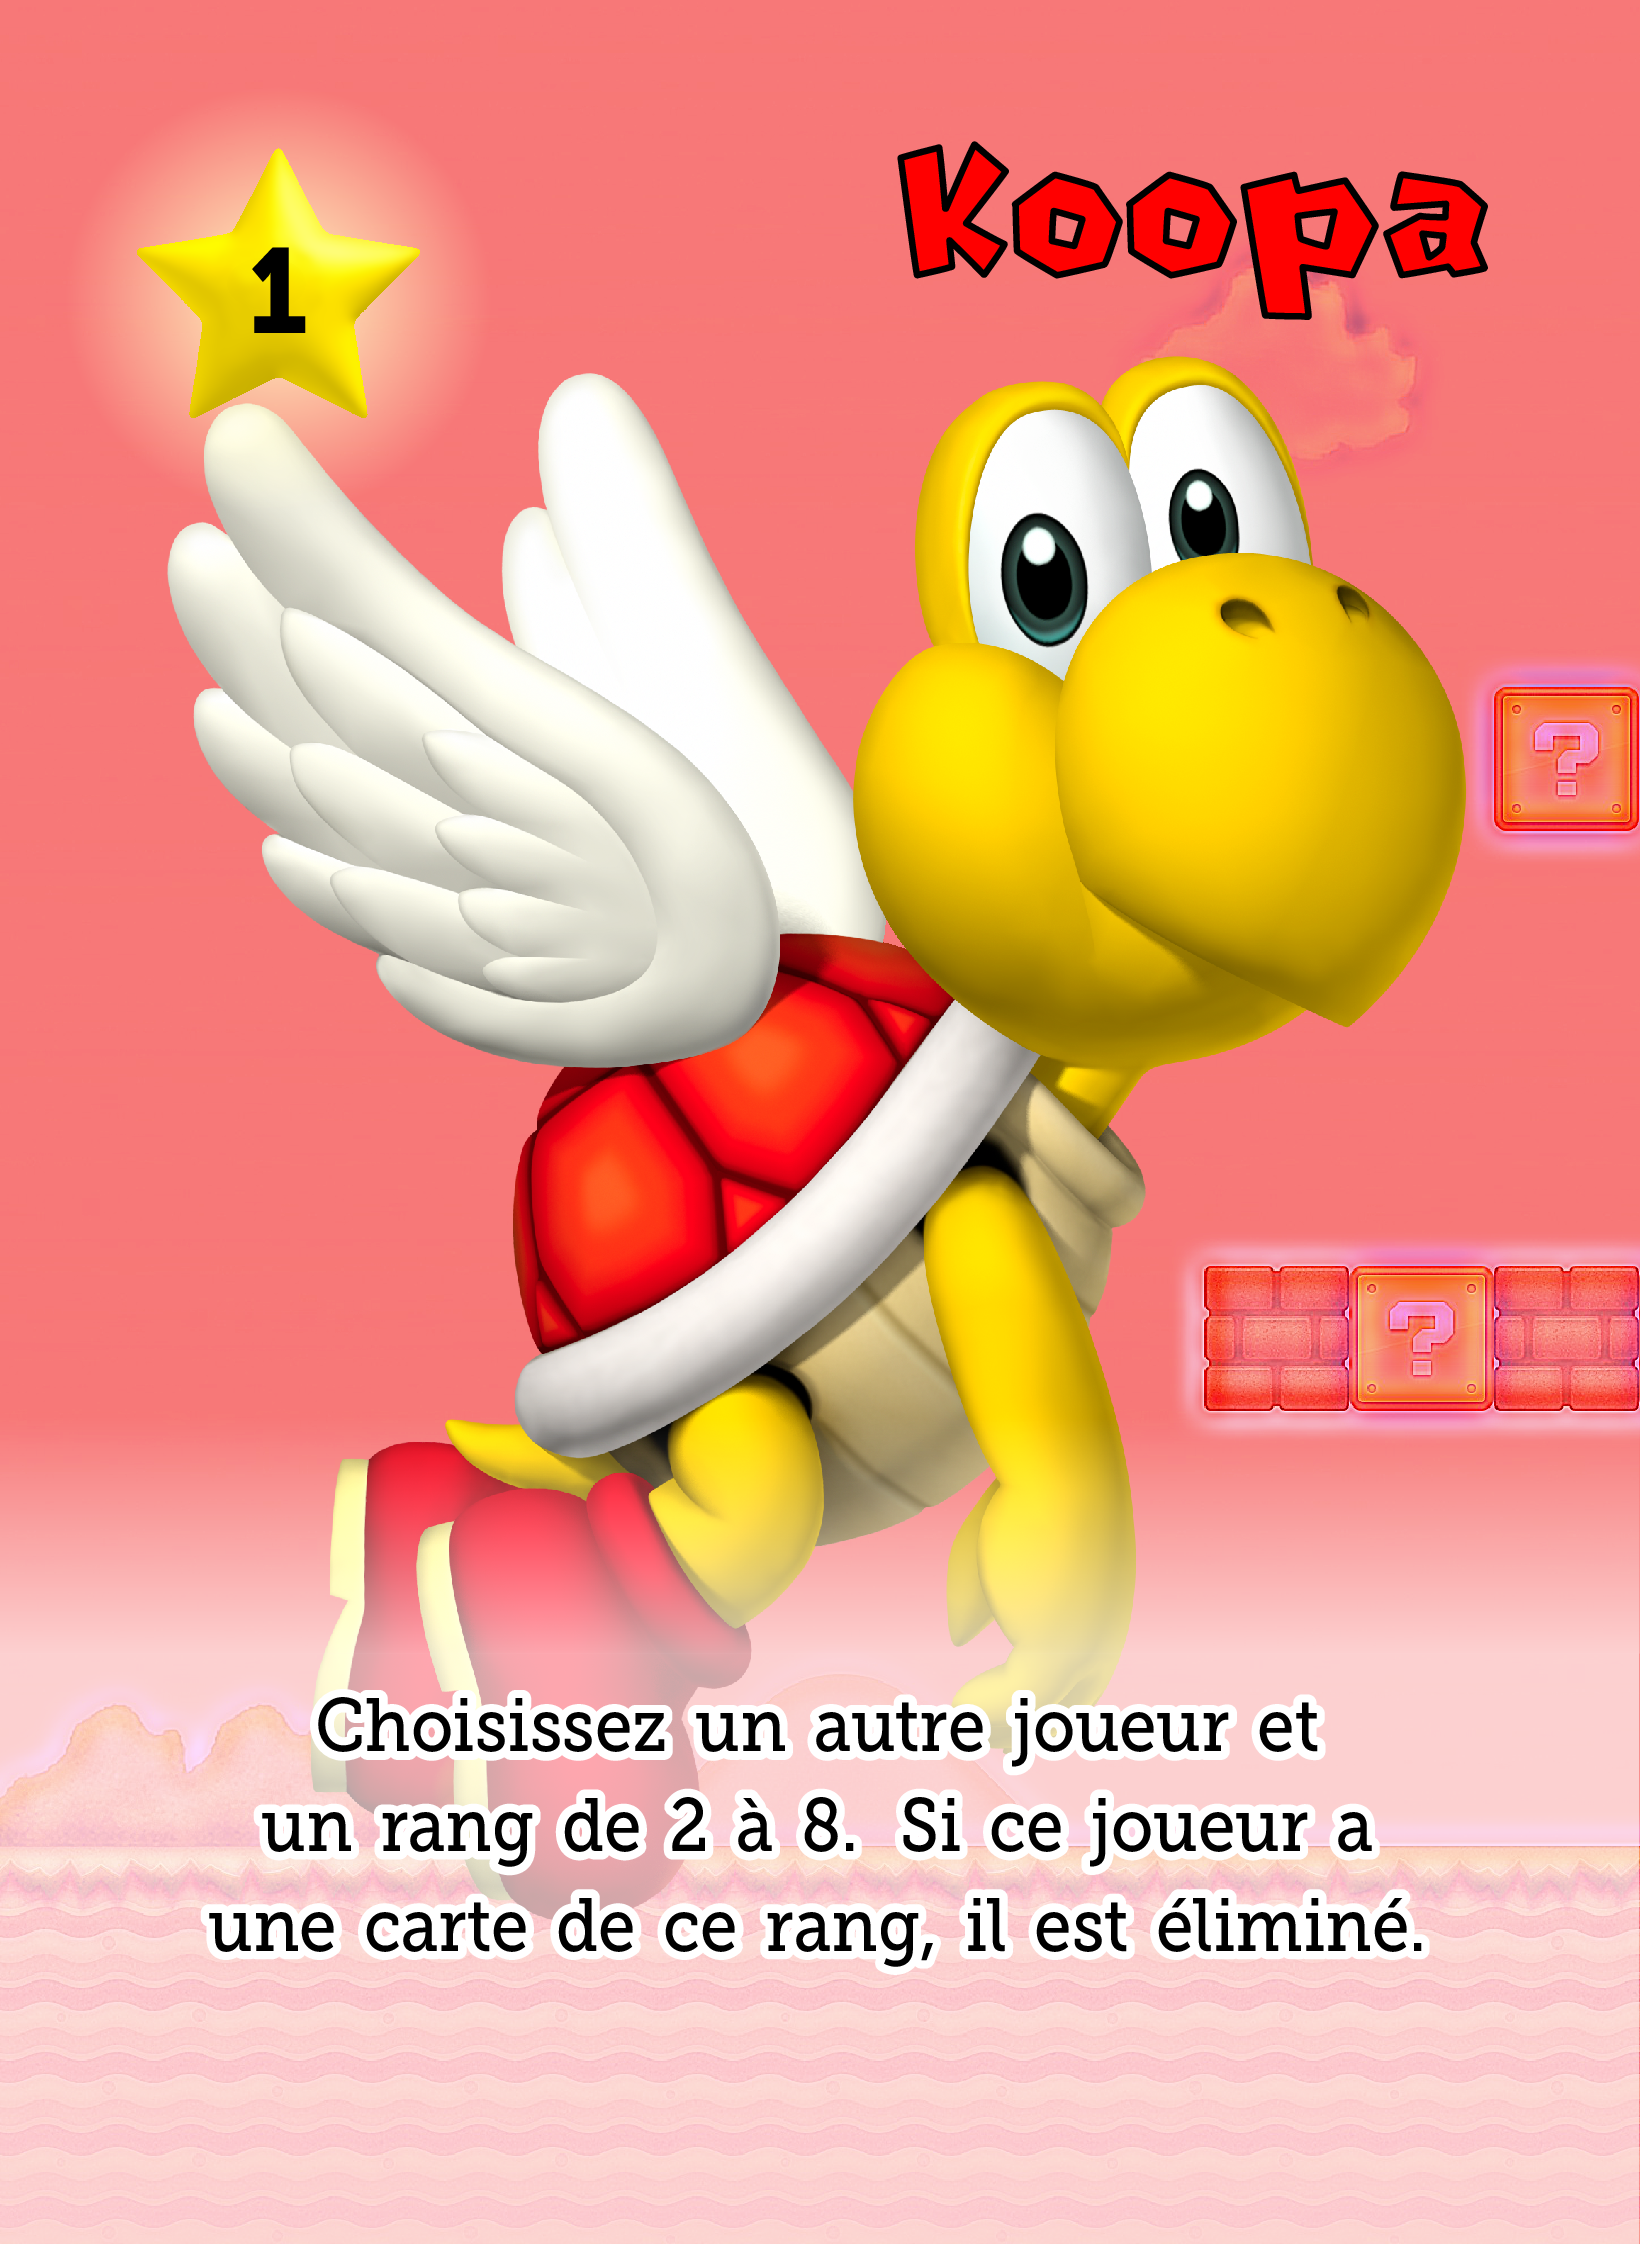 1
Koopa
?
?
Choisissez un autre joueur et
un rang de 2 à 8. Si ce joueur a
une carte de ce rang, il est éliminé.